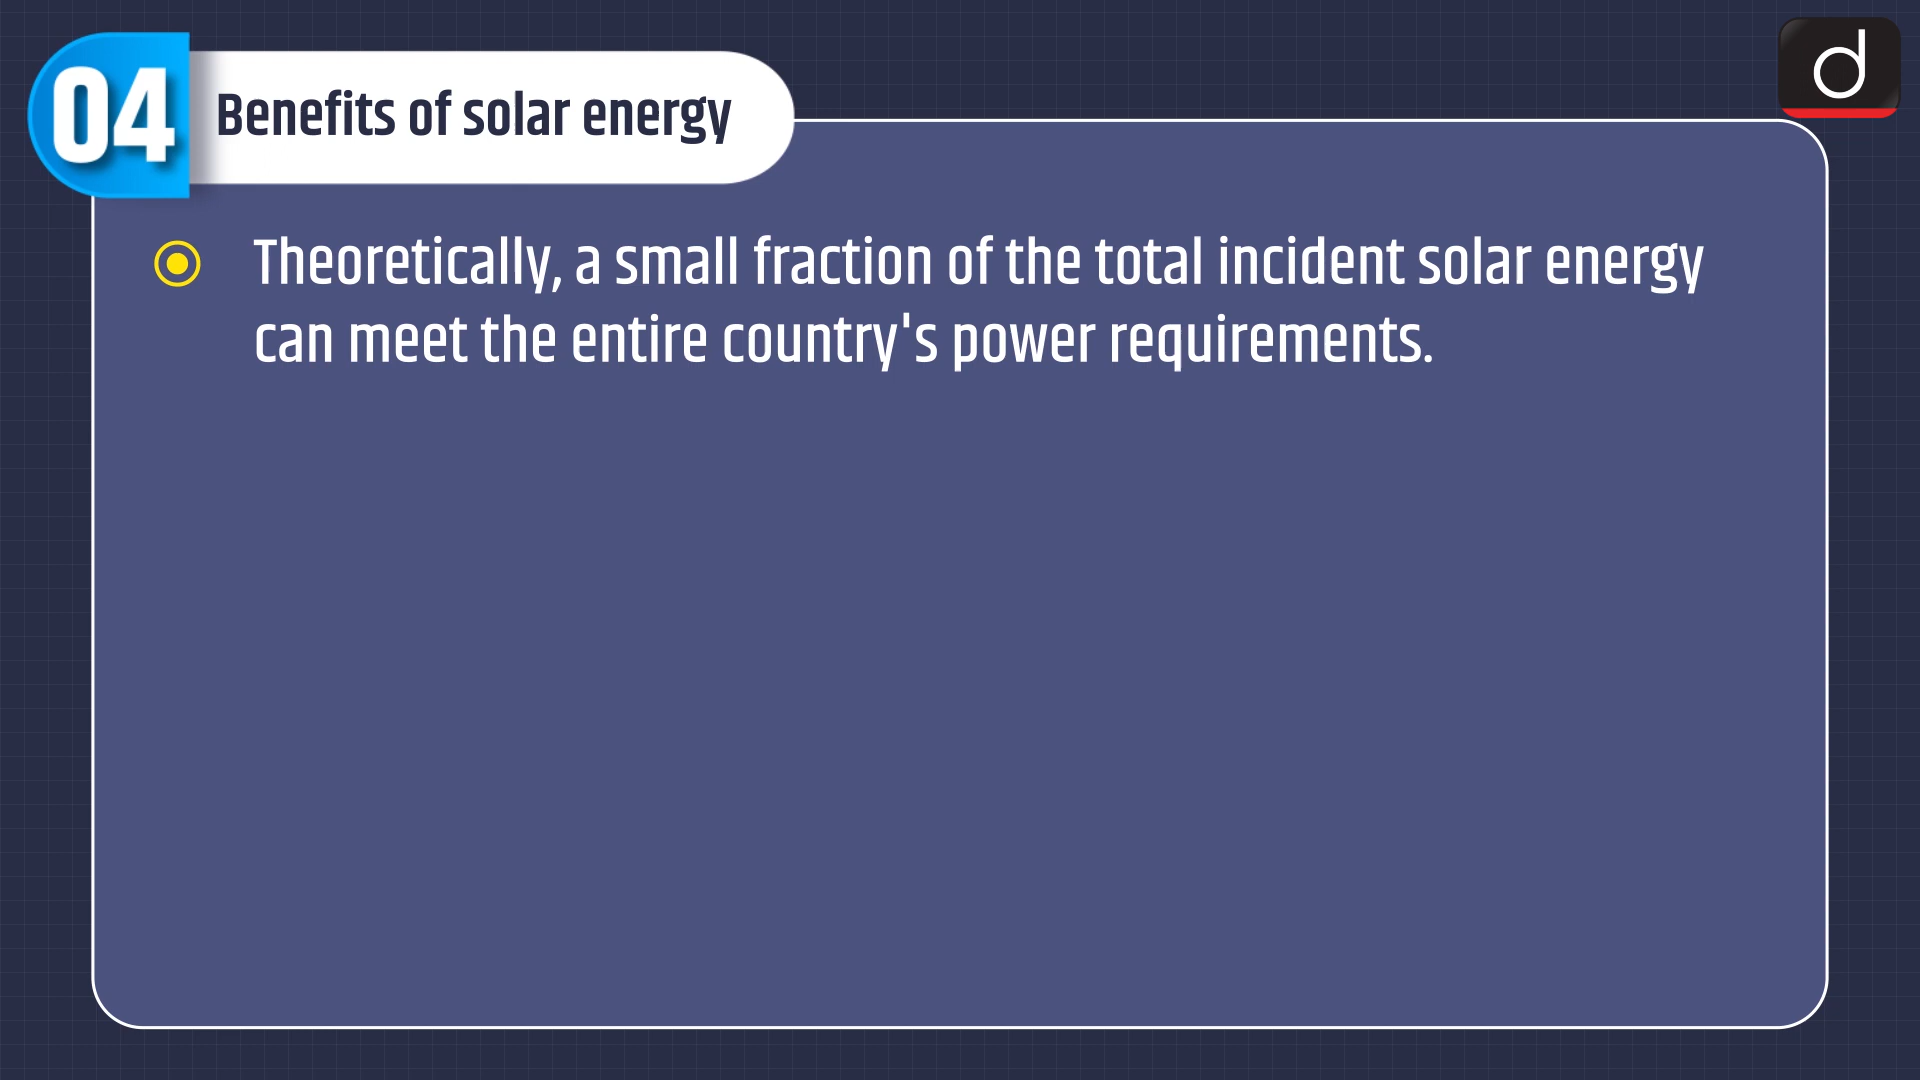 04
Benefits of solar energy
d
Theoretically, a small fraction of the total incident solar energy
can meet the entire country's power requirements.